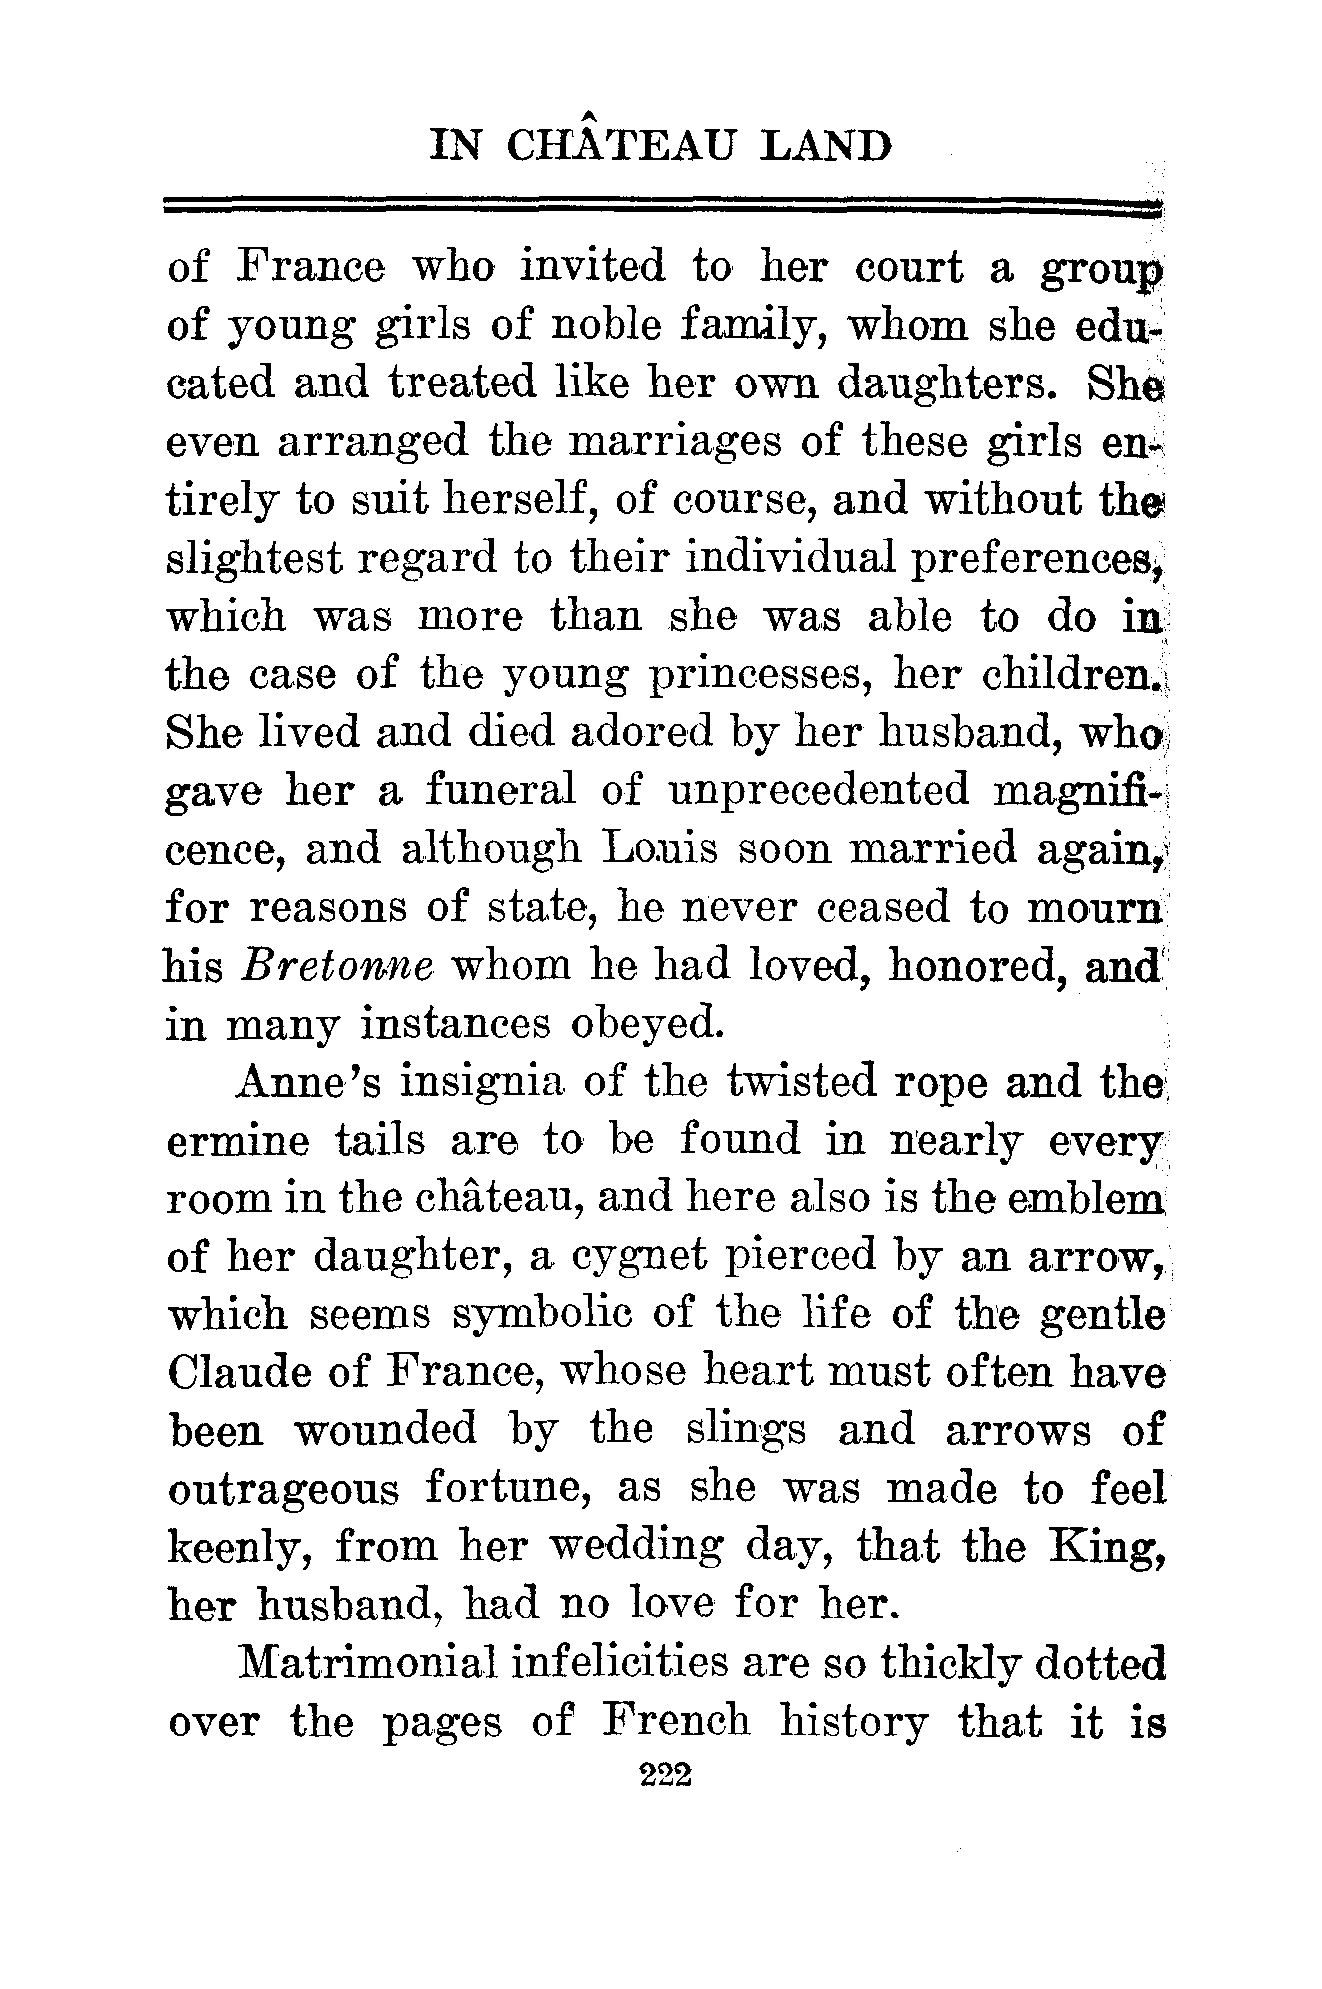 IN CHÂTEAU LAND
of France who invited to her court a group
of young girls of noble family, whom she edu-
cated and treated like her own daughters. She
even arranged the marriages of these girls en-
tirely to suit herself, of course, and without the
slightest regard to their individual preferences,
which was more than she was able to do in
the case of the young princesses, her children.
She lived and died adored by her husband, who
gave her a funeral of unprecedented magnifi-
cence, and although Louis soon married again,
for reasons of state, he never ceased to mourn
his Bretonne whom he had loved, honored, and
in many instances obeyed.
Anne's insignia of the twisted rope and the
ermine tails are to be found in nearly every
room in the château, and here also is the emblem
of her daughter, a cygnet pierced by an arrow,
which seems symbolic of the life of the gentle
Claude of France, whose heart must often have
been wounded by the slings and arrows of
outrageous fortune, as she was made to feel
keenly, from her wedding day, that the King,
her husband, had no love for her.
Matrimonial infelicities are so thickly dotted
over the pages of French history that it is
222